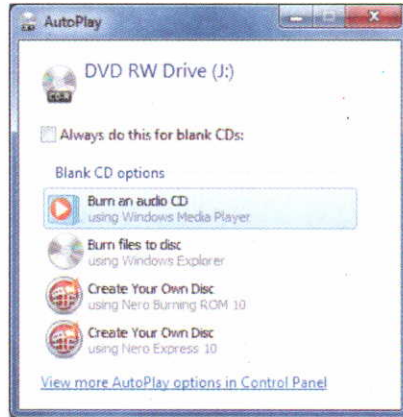 AutoPlay
DVD RW Drive (J:)
CD-R
Always do this for blank CDs:
Blank CD options
Burn an audio CD
using Windows Media Player
Burn files to disc
using Windows Explorer
Create Your Own Disc
using Nero Burning ROM 10
Create Your Own Disc
using Nero Express 10
View more AutoPlay options in Control Panel